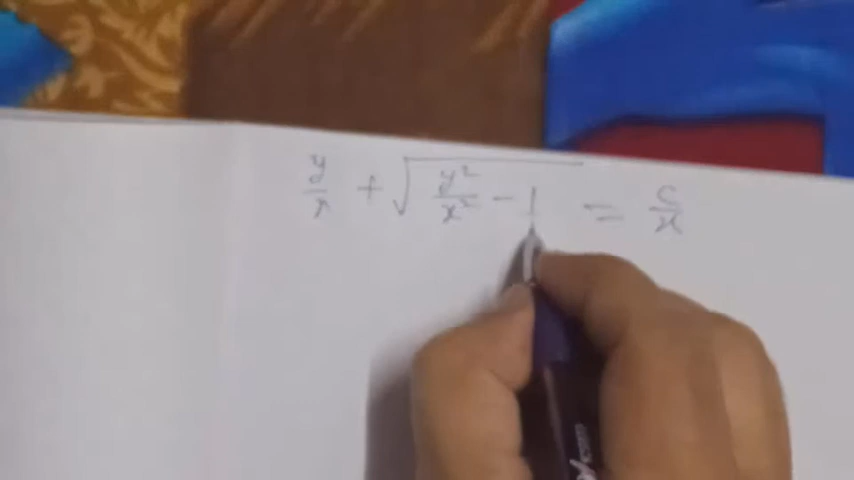 y/x + √(y²/x² - 1) = c/x